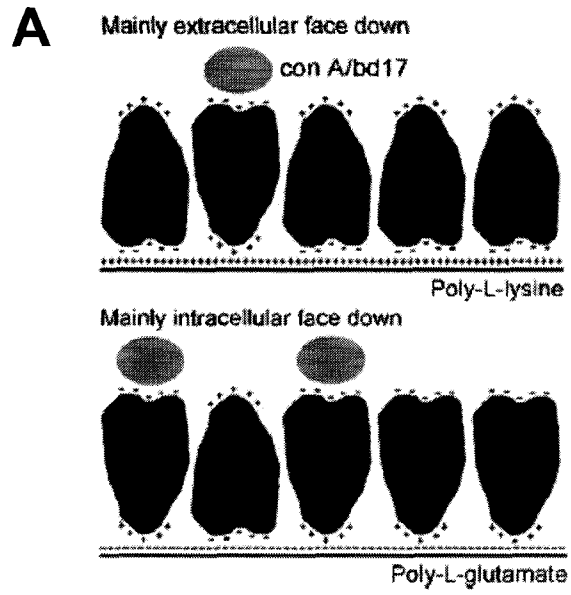 A
Mainly extracellular face down
con A/bd17
Poly-L-lysine
Mainly intracellular face down
Poly-L-glutamate